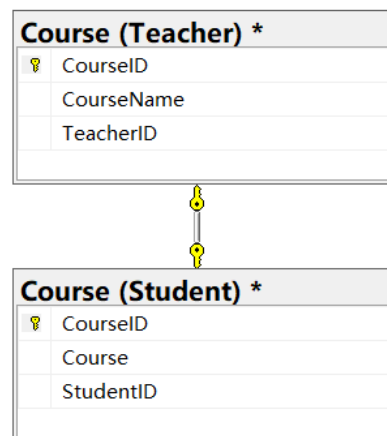 Course (Teacher) *
CourseID
CourseName
TeacherID
Course (Student) *
CourseID
Course
StudentID